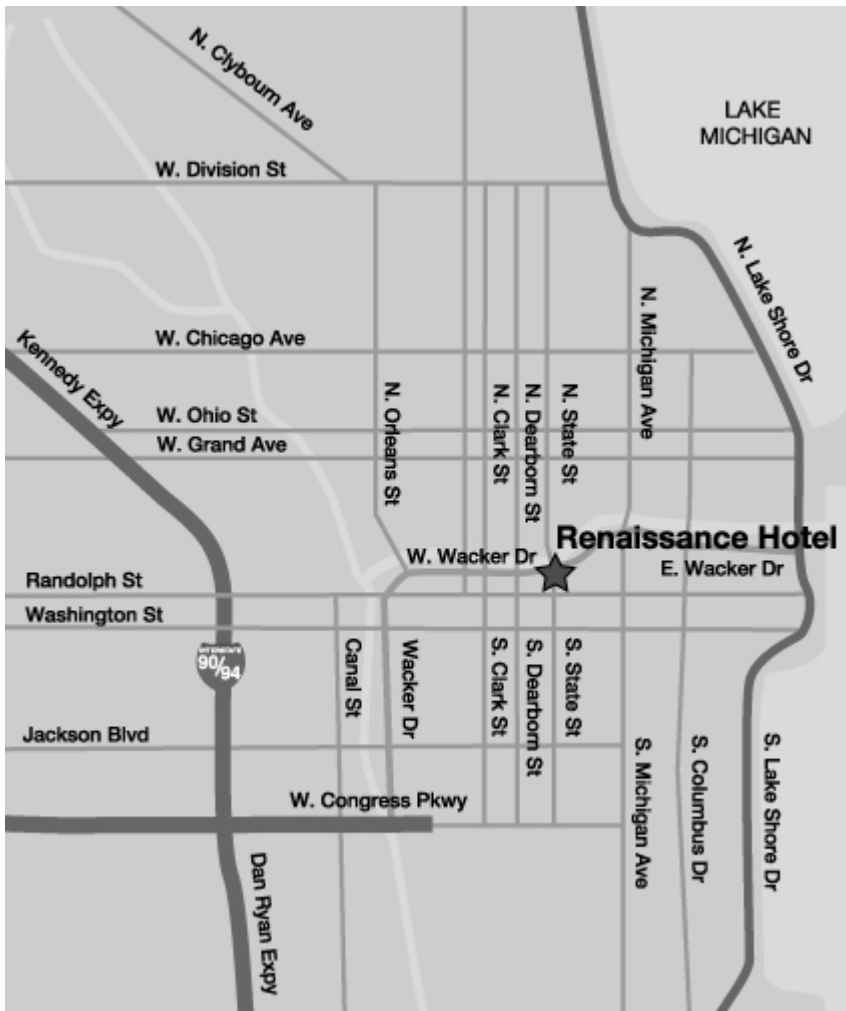 N. Clybourn Ave
LAKE
MICHIGAN
W. Division St
N. Lake Shore Dr
N. Michigan Ave
Kennedy Expy
W. Chicago Ave
N. Orleans St
N. Clark St
N. Dearborn St
N. State St
W. Ohio St
W. Grand Ave
Renaissance Hotel
W. Wacker Dr
E. Wacker Dr
Randolph St
Washington St
INTERSTATE
90/94
Canal St
Wacker Dr
S. Clark St
S. Dearborn St
S. State St
Jackson Blvd
S. Michigan Ave
S. Columbus Dr
S. Lake Shore Dr
W. Congress Pkwy
Dan Ryan Expy